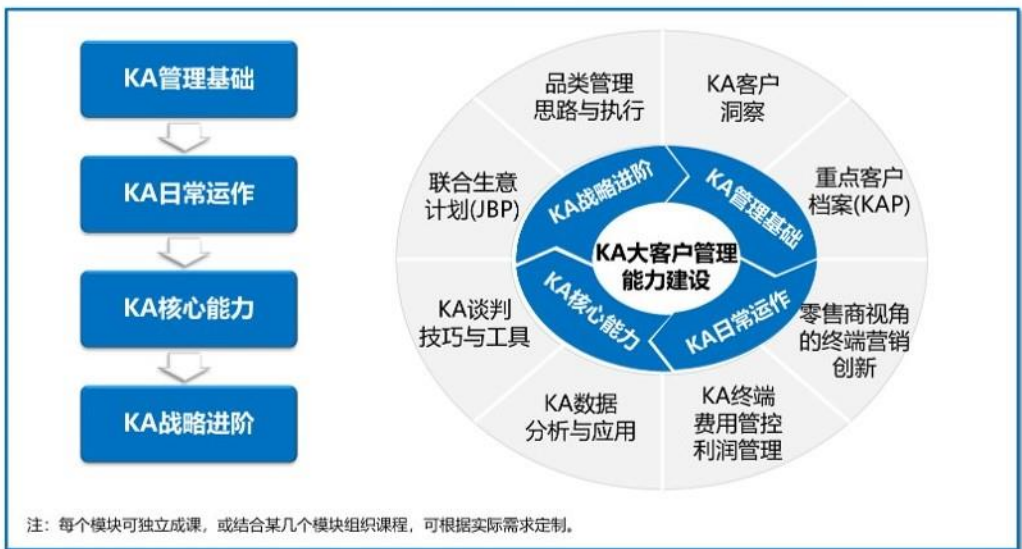 KA管理基础
KA日常运作
KA核心能力
KA战略进阶
品类管理
思路与执行
KA客户
洞察
联合生意
计划(JBP)
重点客户
档案(KAP)
KA战略进阶
KA管理基础
KA大客户管理
能力建设
KA核心能力
KA日常运作
KA谈判
技巧与工具
零售商视角
的终端营销
创新
KA数据
分析与应用
KA终端
费用管控
利润管理
注：每个模块可独立成课，或结合某几个模块组织课程，可根据实际需求定制。